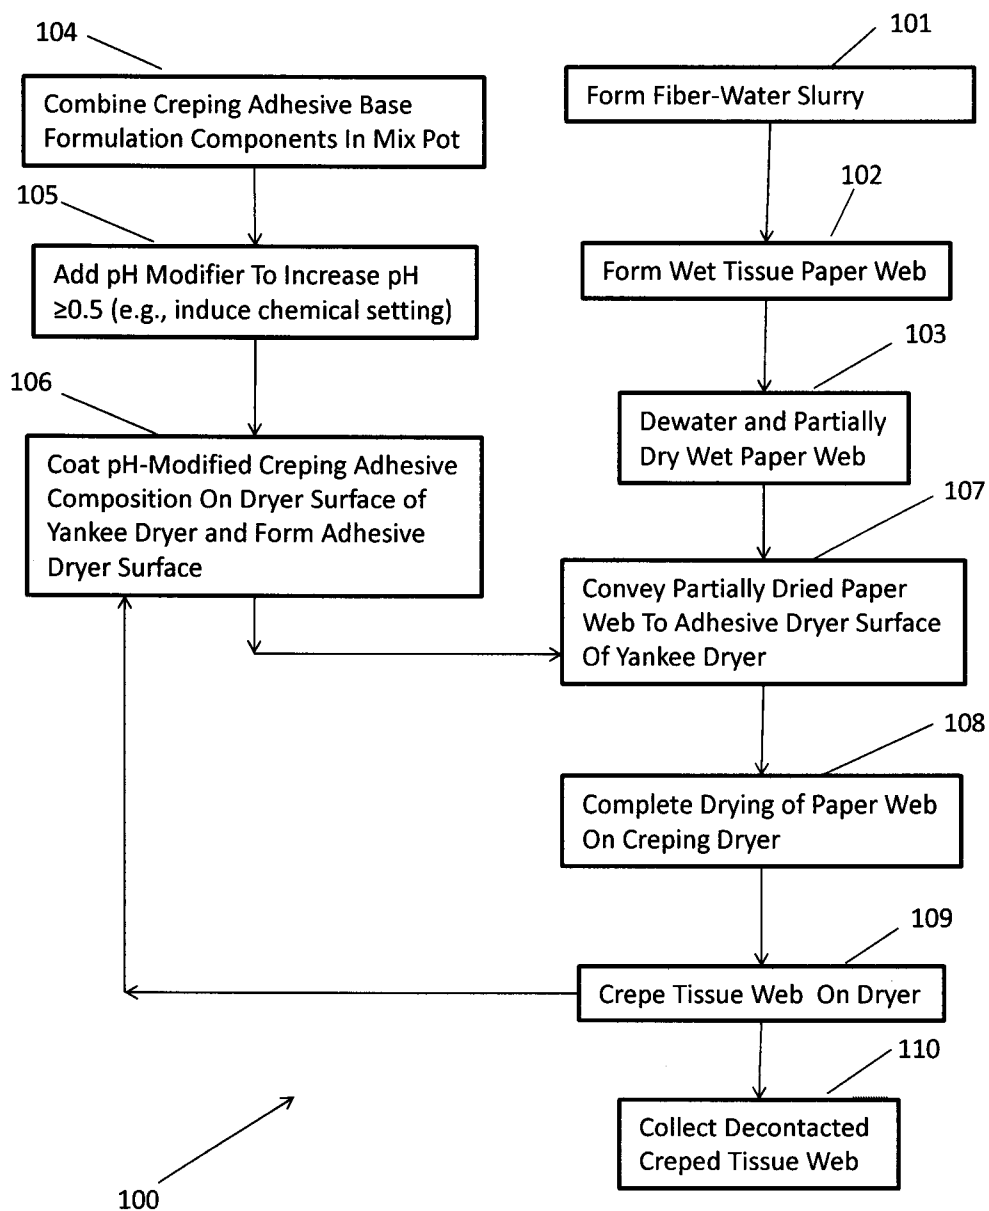 104
Combine Creping Adhesive Base
Formulation Components In Mix Pot
105
Add pH Modifier To Increase pH
≥0.5 (e.g., induce chemical setting)
106
Coat pH-Modified Creping Adhesive
Composition On Dryer Surface of
Yankee Dryer and Form Adhesive
Dryer Surface
101
Form Fiber-Water Slurry
102
Form Wet Tissue Paper Web
103
Dewater and Partially
Dry Wet Paper Web
107
Convey Partially Dried Paper
Web To Adhesive Dryer Surface
Of Yankee Dryer
108
Complete Drying of Paper Web
On Creping Dryer
109
Crepe Tissue Web On Dryer
110
Collect Decontacted
Creped Tissue Web
100